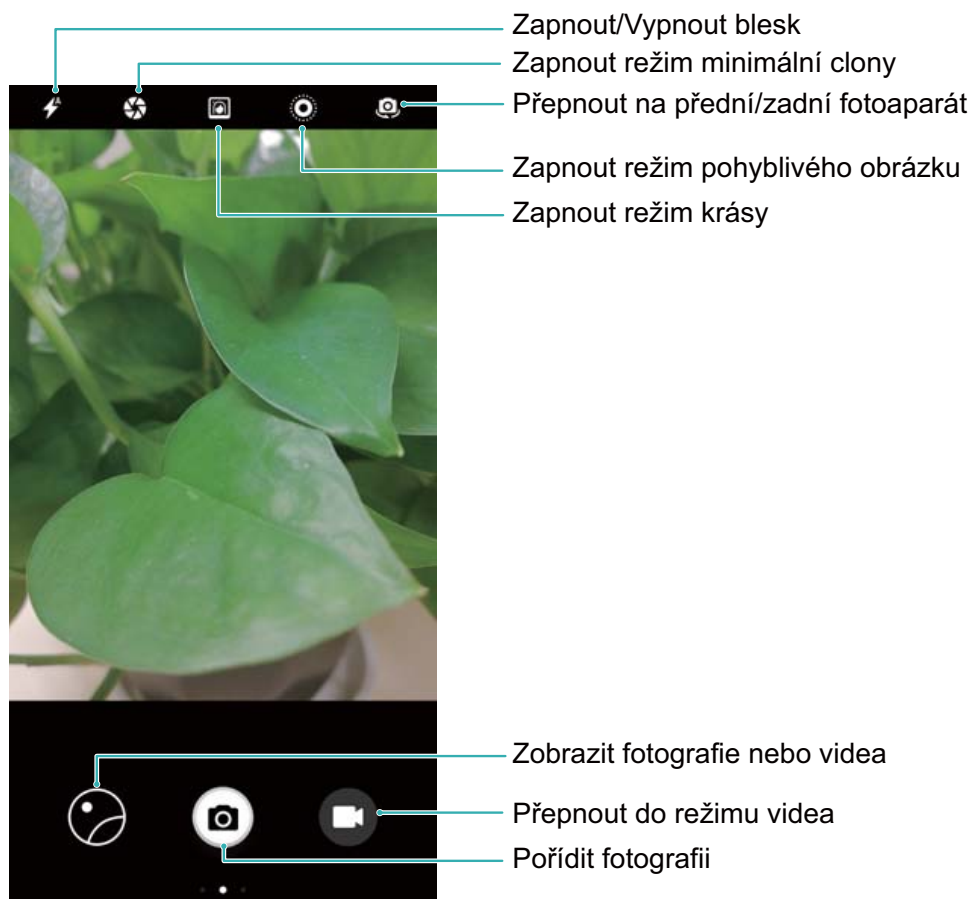 Zapnout/Vypnout blesk
Zapnout režim minimální clony
Přepnout na přední/zadní fotoaparát
Zapnout režim pohyblivého obrázku
Zapnout režim krásy
Zobrazit fotografie nebo videa
Přepnout do režimu videa
Pořídit fotografii